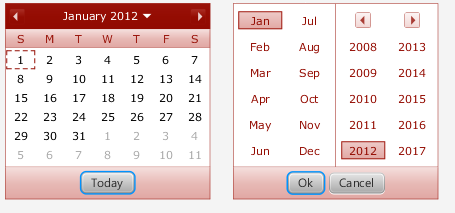 January 2012
S M T W T F S
1 2 3 4 5 6 7
8 9 10 11 12 13 14
15 16 17 18 19 20 21
22 23 24 25 26 27 28
29 30 31 1 2 3 4
5 6 7 8 9 10 11
Today
Jan Jul
Feb Aug 2008 2013
Mar Sep 2009 2014
Apr Oct 2010 2015
May Nov 2011 2016
Jun Dec 2012 2017
Ok Cancel